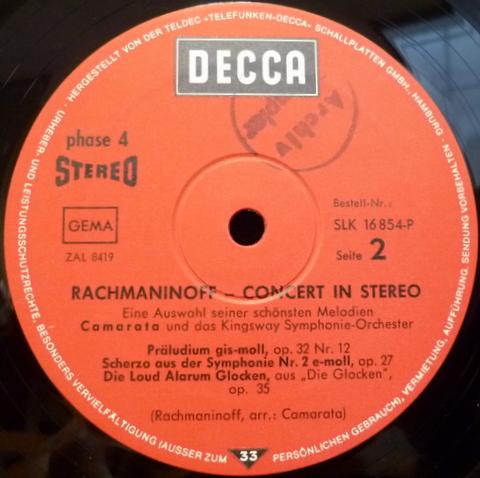 HERGESTELLT VON DER TELDEC »TELEFUNKEN-DECCA« SCHALLPLATTEN GMBH., HAMBURG ·
URHEBER- UND LEISTUNGSSCHUTZRECHTE, BESONDERS VERVIELFÄLTIGUNG (AUSSER ZUM PERSÖNLICHEN GEBRAUCH), VERMIETUNG, AUFFÜHRUNG, SENDUNG VORBEHALTEN ·
DECCA
Archiv
phase 4
STEREO
Bestell-Nr.:
GEMA
SLK 16 854-P
ZAL 8419
Seite 2
RACHMANINOFF – CONCERT IN STEREO
Eine Auswahl seiner schönsten Melodien
Camarata und das Kingsway Symphonie-Orchester
Präludium gis-moll, op. 32 Nr. 12
Scherzo aus der Symphonie Nr. 2 e-moll, op. 27
Die Loud Alarum Glocken, aus „Die Glocken",
op. 35
(Rachmaninoff, arr.: Camarata)
33